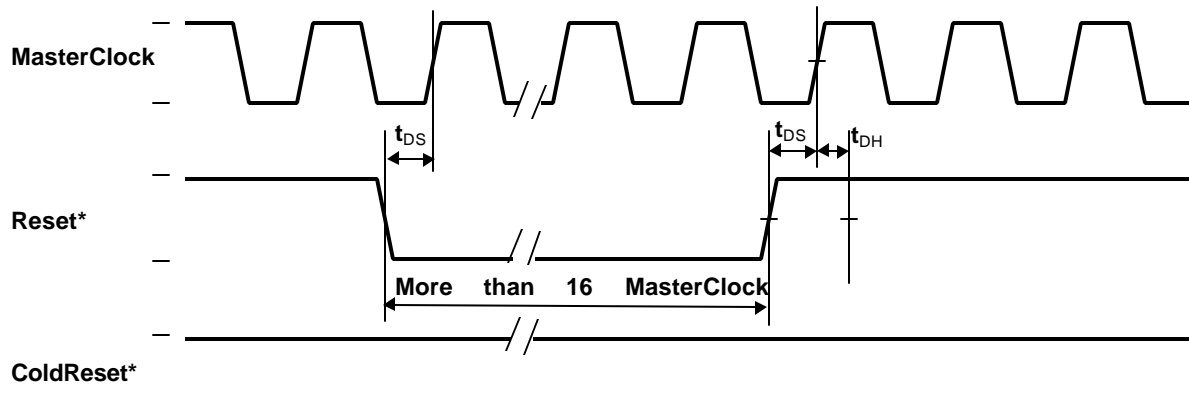 MasterClock
tDS
tDS
tDH
Reset*
More than 16 MasterClock
ColdReset*